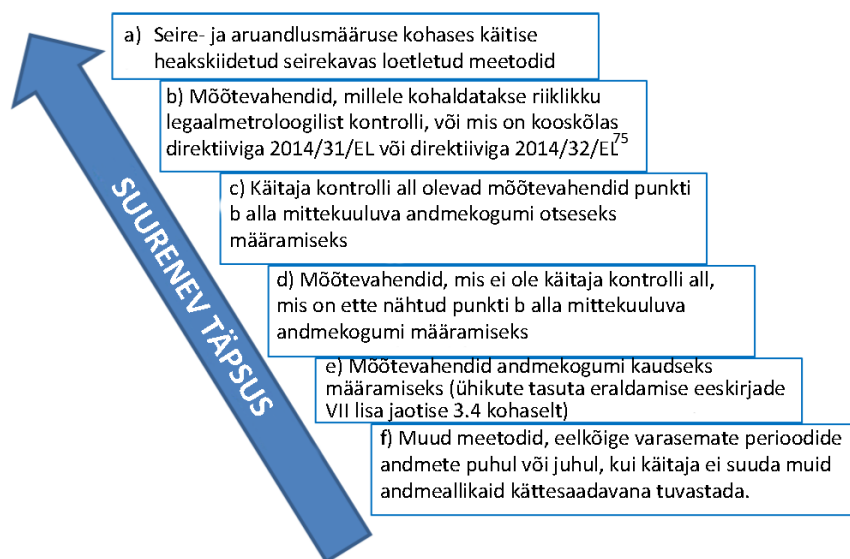 a) Seire- ja aruandlusmääruse kohases käitise
heakskiidetud seirekavas loetletud meetodid
b) Mõõtevahendid, millele kohaldatakse riiklikku
legaalmetroloogilist kontrolli, või mis on kooskõlas
direktiiviga 2014/31/EL või direktiiviga 2014/32/EL75
c) Käitaja kontrolli all olevad mõõtevahendid punkti
b alla mittekuuluva andmekogumi otseseks
määramiseks
d) Mõõtevahendid, mis ei ole käitaja kontrolli all,
mis on ette nähtud punkti b alla mittekuuluva
andmekogumi määramiseks
e) Mõõtevahendid andmekogumi kaudseks
määramiseks (ühikute tasuta eraldamise eeskirjade
VII lisa jaotise 3.4 kohaselt)
f) Muud meetodid, eelkõige varasemate perioodide
andmete puhul või juhul, kui käitaja ei suuda muid
andmeallikaid kättesaadavana tuvastada.
SUURENEV TÄPSUS